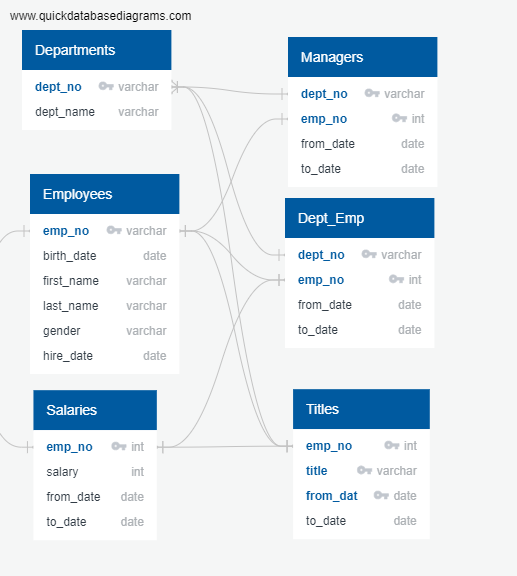 www.quickdatabasediagrams.com
Departments
dept_no varchar
dept_name varchar
Managers
dept_no varchar
emp_no int
from_date date
to_date date
Employees
emp_no varchar
birth_date date
first_name varchar
last_name varchar
gender varchar
hire_date date
Dept_Emp
dept_no varchar
emp_no int
from_date date
to_date date
Salaries
emp_no int
salary int
from_date date
to_date date
Titles
emp_no int
title varchar
from_dat date
to_date date